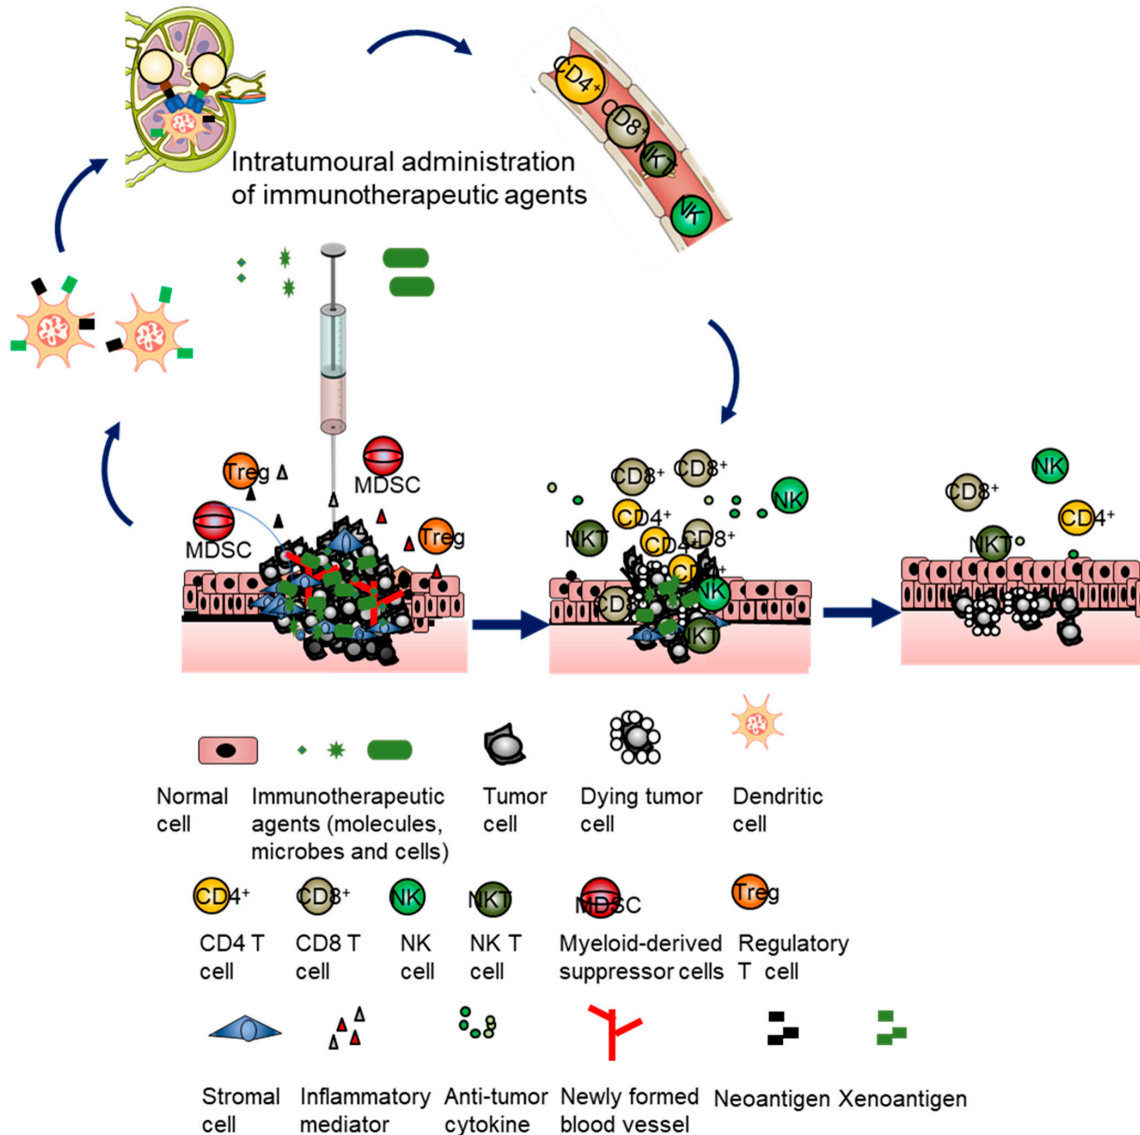 CD4⁺
CD8⁺
NKT
NK
Intratumoural administration
of immunotherapeutic agents
Treg
MDSC
MDSC
Treg
CD8⁺
CD8⁺
NK
CD4⁺
NKT
CD4⁺
CD8⁺
CD4⁺
NK
CD8
NKT
NK
CD8⁺
CD4⁺
NKT
Normal
cell
Immunotherapeutic
agents (molecules,
microbes and cells)
Tumor
cell
Dying tumor
cell
Dendritic
cell
CD4⁺
CD8⁺
NK
NKT
MDSC
Treg
CD4 T
cell
CD8 T
cell
NK
cell
NK T
cell
Myeloid-derived
suppressor cells
Regulatory
T cell
Stromal
cell
Inflammatory
mediator
Anti-tumor
cytokine
Newly formed
blood vessel
Neoantigen
Xenoantigen